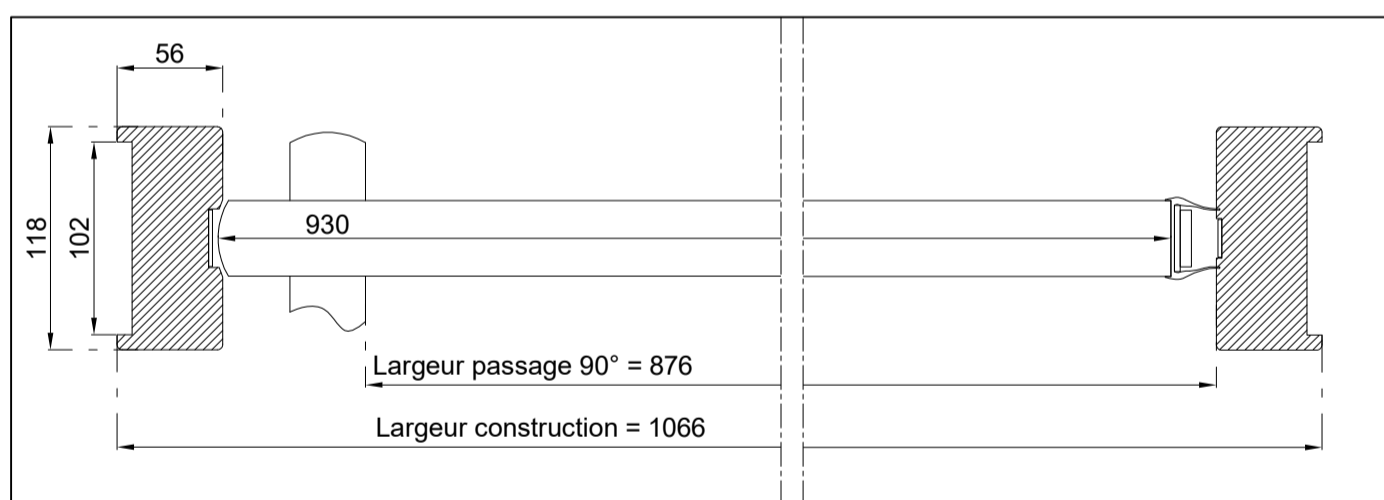 56
118
102
930
Largeur passage 90° = 876
Largeur construction = 1066